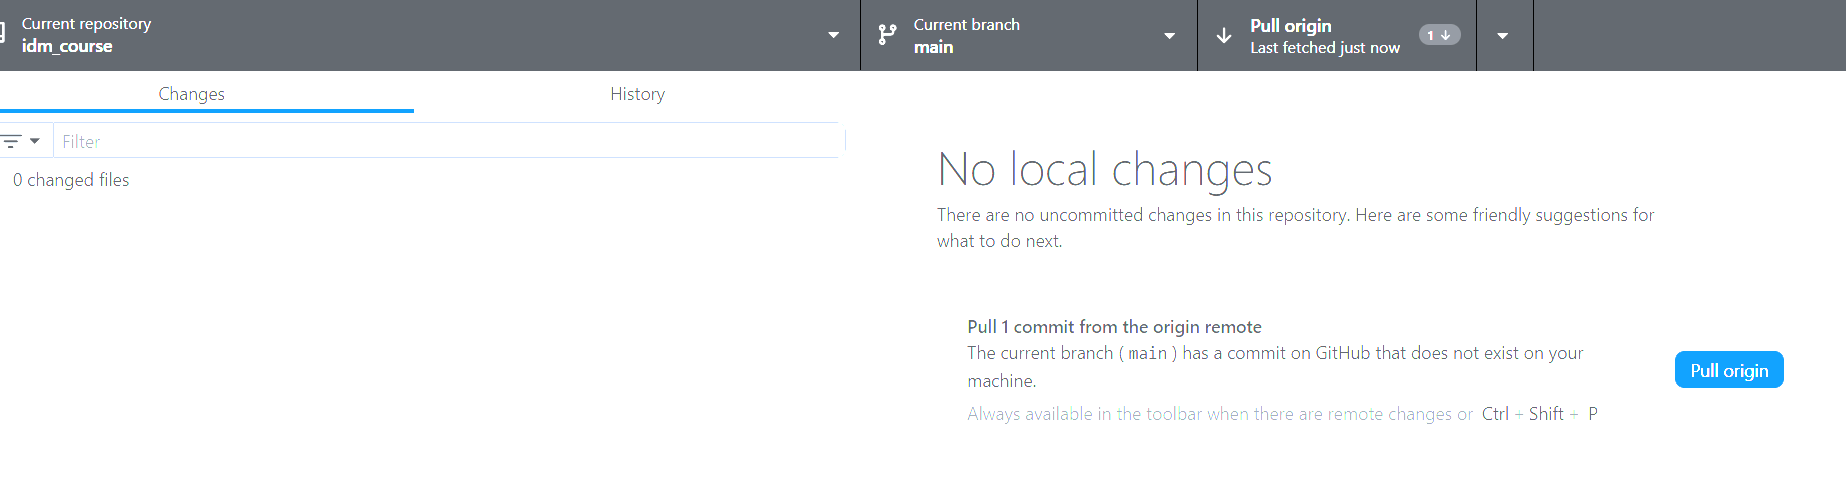 Current repository
idm_course
Current branch
main
Pull origin
Last fetched just now
1
Changes
History
Filter
0 changed files
No local changes
There are no uncommitted changes in this repository. Here are some friendly suggestions for
what to do next.
Pull 1 commit from the origin remote
The current branch ( main ) has a commit on GitHub that does not exist on your
machine.
Always available in the toolbar when there are remote changes or Ctrl + Shift + P
Pull origin